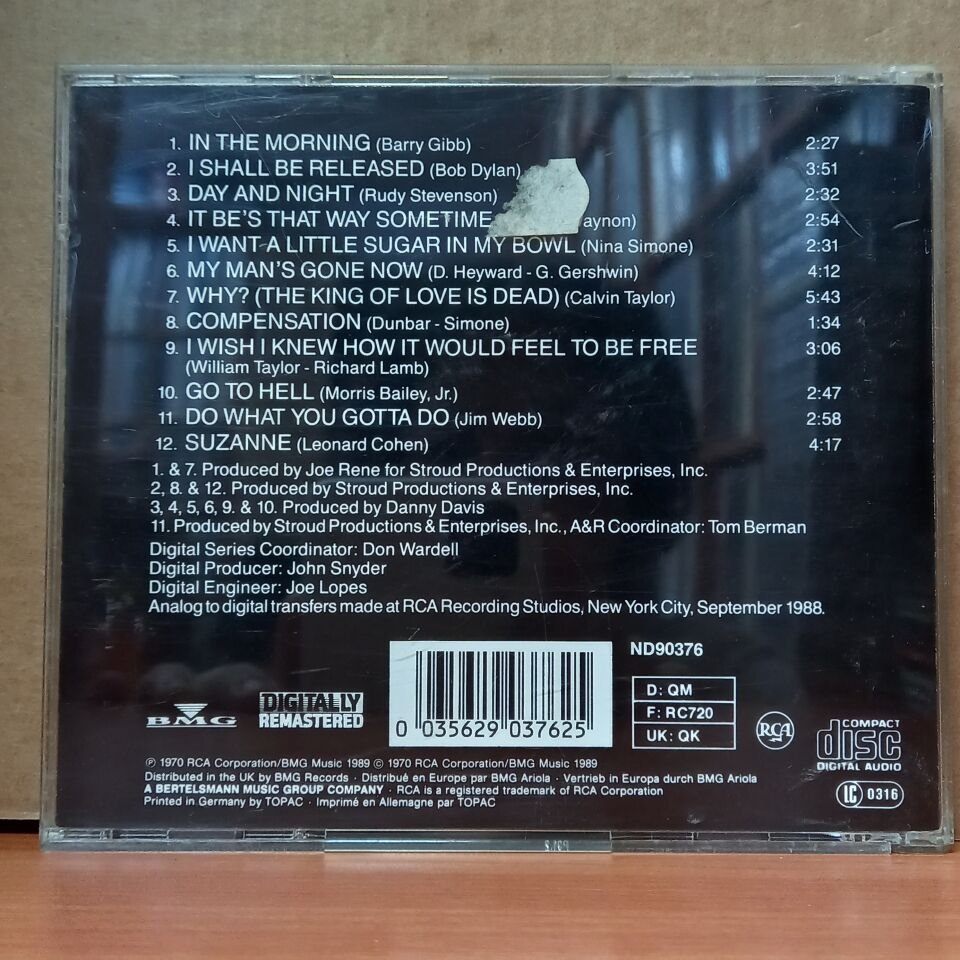 1. IN THE MORNING (Barry Gibb) 2:27
2. I SHALL BE RELEASED (Bob Dylan) 3:51
3. DAY AND NIGHT (Rudy Stevenson) 2:32
4. IT BE'S THAT WAY SOMETIME aynon) 2:54
5. I WANT A LITTLE SUGAR IN MY BOWL (Nina Simone) 2:31
6. MY MAN'S GONE NOW (D. Heyward - G. Gershwin) 4:12
7. WHY? (THE KING OF LOVE IS DEAD) (Calvin Taylor) 5:43
8. COMPENSATION (Dunbar - Simone) 1:34
9. I WISH I KNEW HOW IT WOULD FEEL TO BE FREE 3:06
(William Taylor - Richard Lamb)
10. GO TO HELL (Morris Bailey, Jr.) 2:47
11. DO WHAT YOU GOTTA DO (Jim Webb) 2:58
12. SUZANNE (Leonard Cohen) 4:17
1. & 7. Produced by Joe Rene for Stroud Productions & Enterprises, Inc.
2, 8. & 12. Produced by Stroud Productions & Enterprises, Inc.
3, 4, 5, 6, 9. & 10. Produced by Danny Davis
11. Produced by Stroud Productions & Enterprises, Inc., A&R Coordinator: Tom Berman
Digital Series Coordinator: Don Wardell
Digital Producer: John Snyder
Digital Engineer: Joe Lopes
Analog to digital transfers made at RCA Recording Studios, New York City, September 1988.
ND90376
D: QM
F: RC720
UK: QK
BMG
DIGITALLY
REMASTERED
0 035629 037625
RCA
COMPACT
disc
DIGITAL AUDIO
℗ 1970 RCA Corporation/BMG Music 1989 © 1970 RCA Corporation/BMG Music 1989
Distributed in the UK by BMG Records · Distribué en Europe par BMG Ariola · Vertrieb in Europa durch BMG Ariola
A BERTELSMANN MUSIC GROUP COMPANY · RCA is a registered trademark of RCA Corporation
Printed in Germany by TOPAC · Imprimé en Allemagne par TOPAC
LC 0316